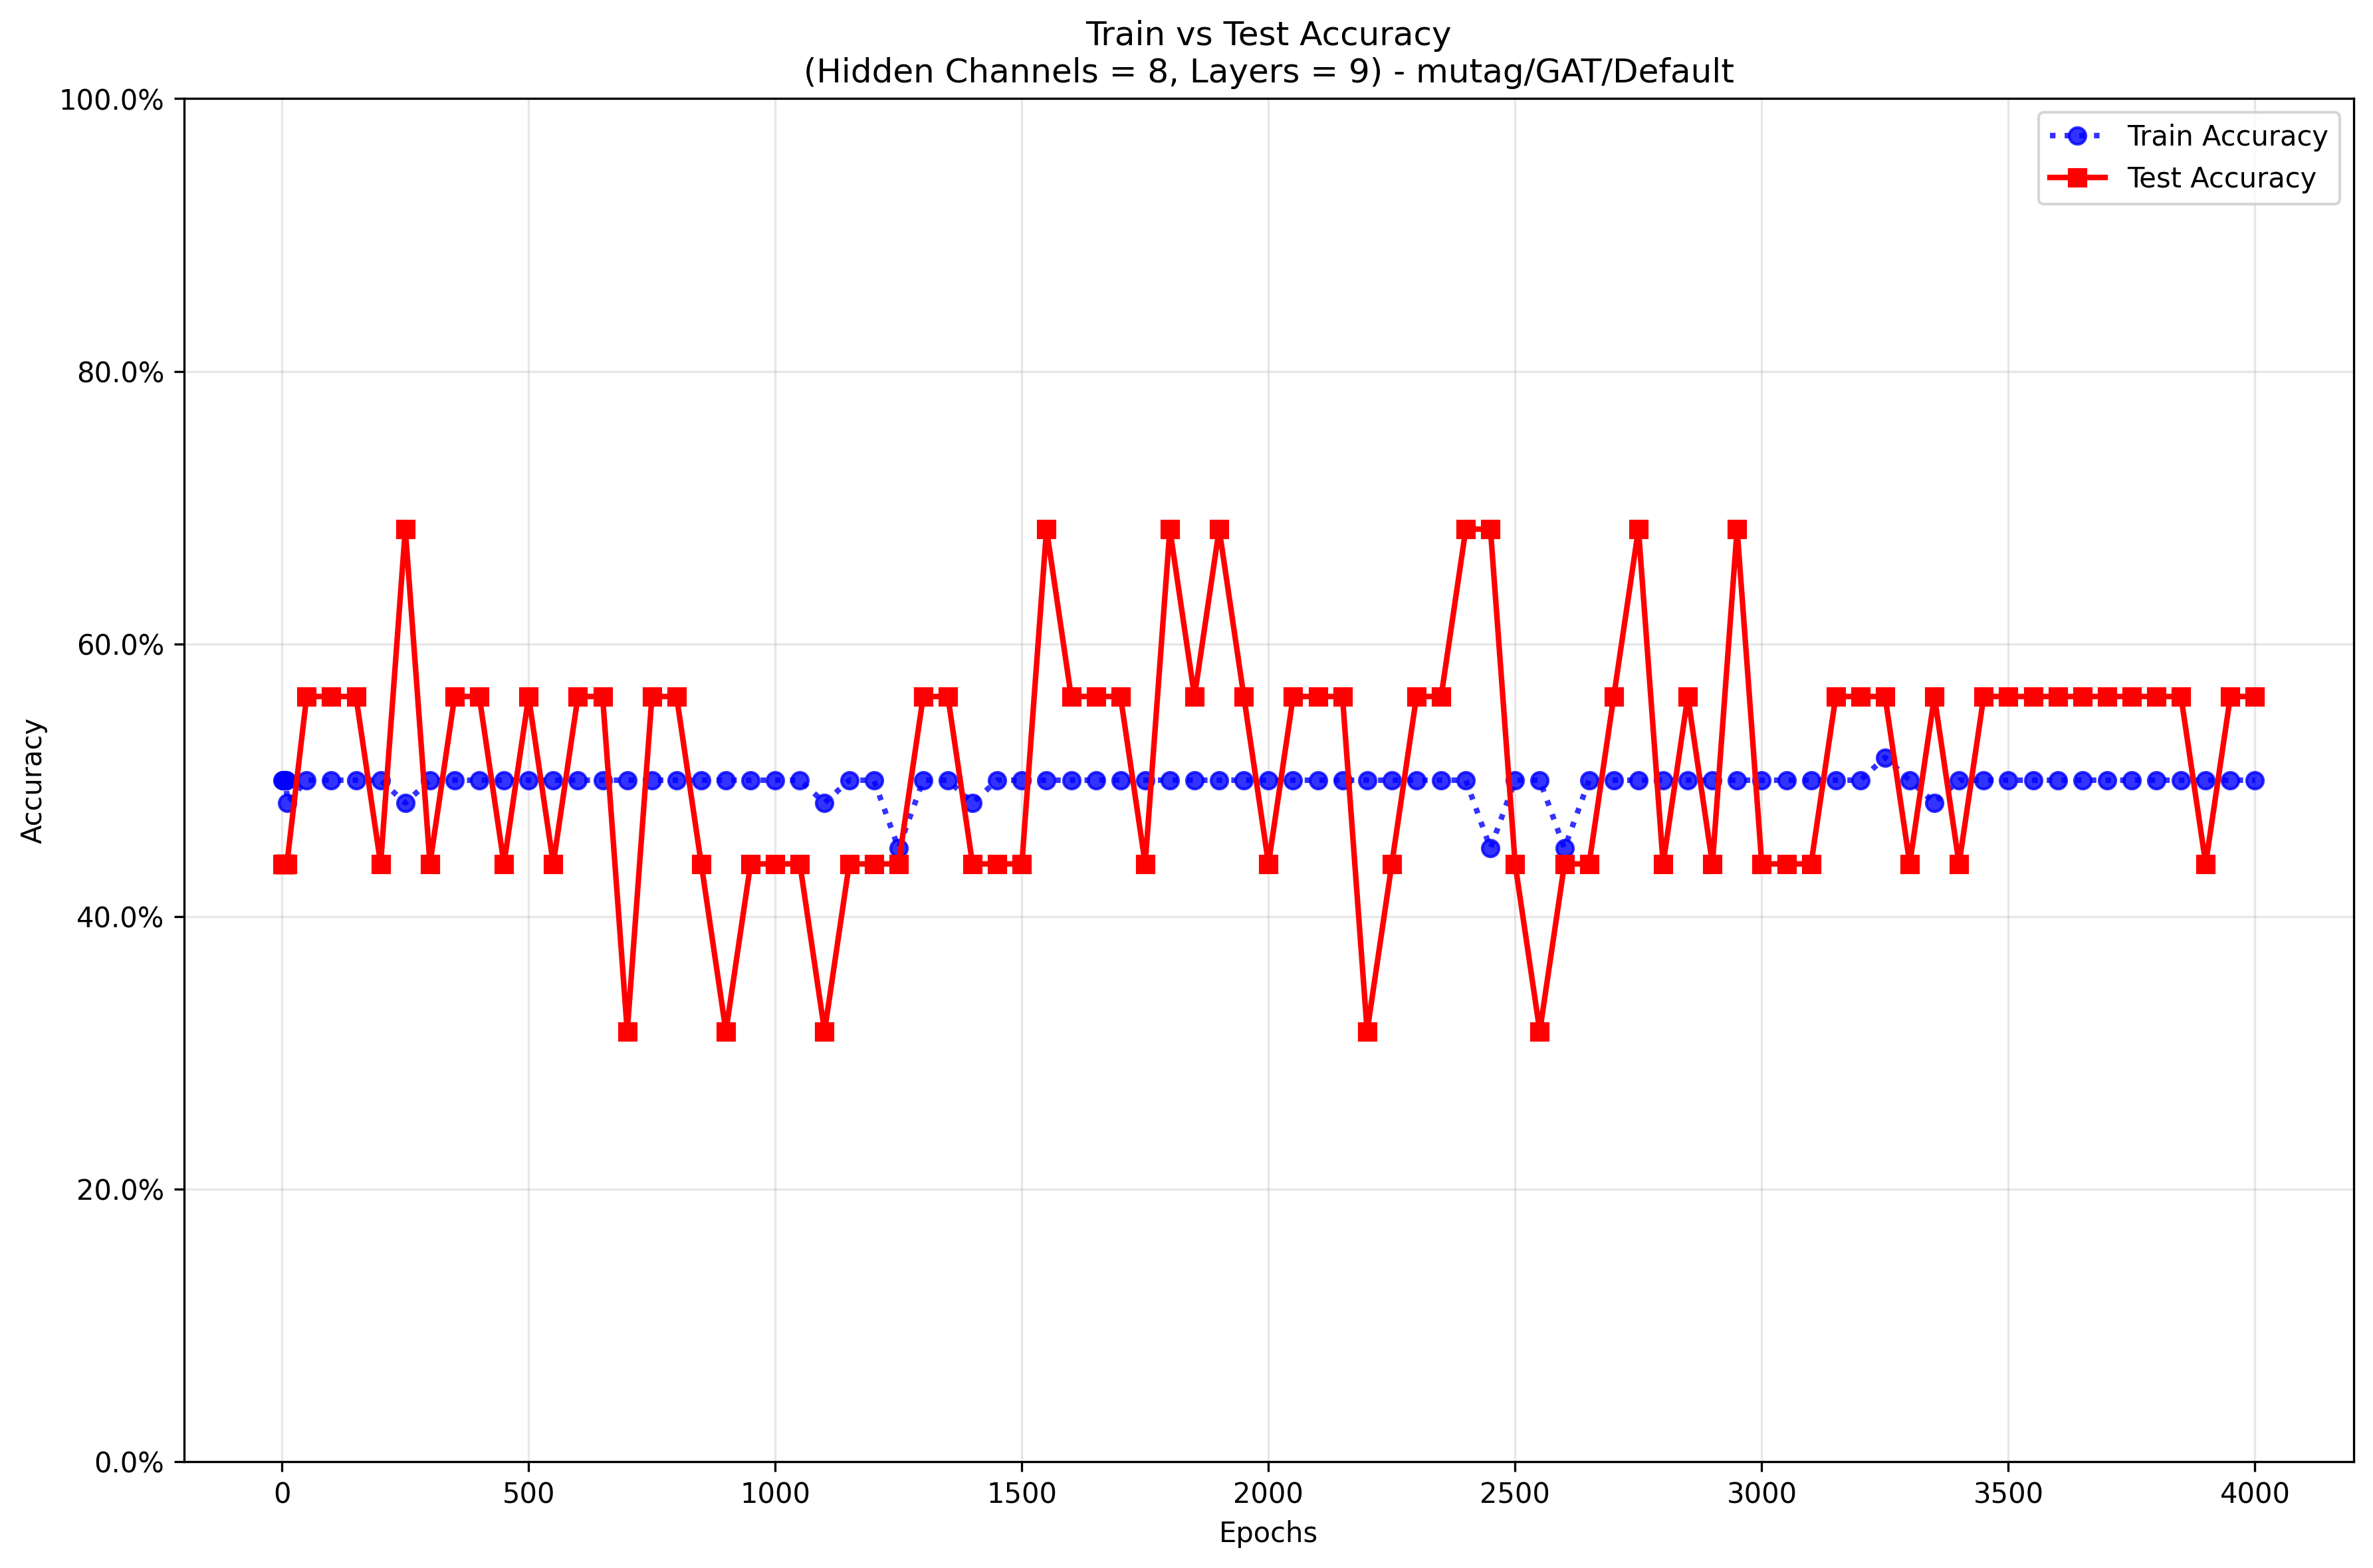 Train vs Test Accuracy
(Hidden Channels = 8, Layers = 9) - mutag/GAT/Default
100.0%
80.0%
60.0%
40.0%
20.0%
0.0%
Accuracy
Train Accuracy
Test Accuracy
0 500 1000 1500 2000 2500 3000 3500 4000
Epochs